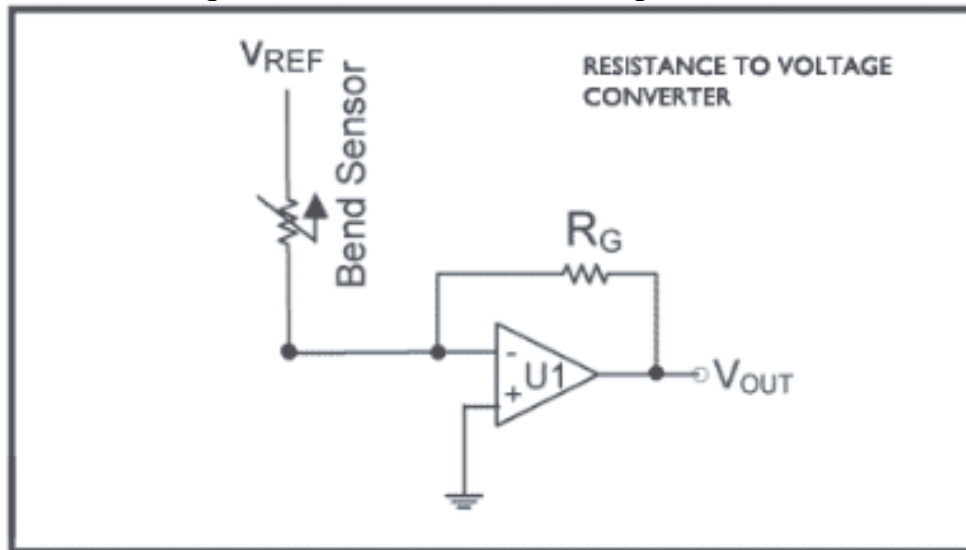 VREF
RESISTANCE TO VOLTAGE
CONVERTER
Bend Sensor
RG
-
U1
+
VOUT